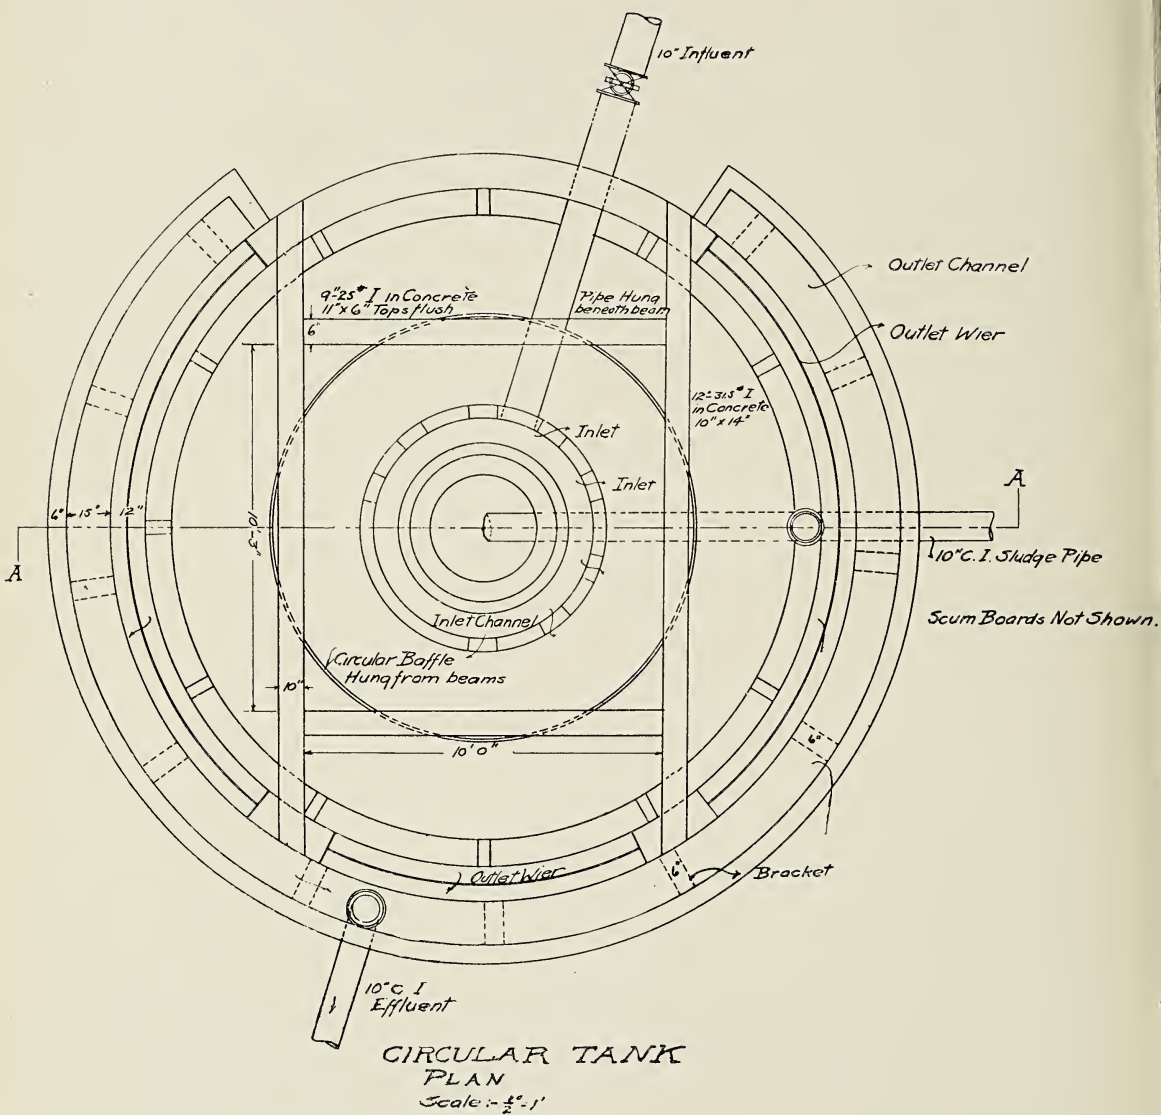 10" Influent
Outlet Channel
9"-25# I in Concrete
11" x 6" Tops flush
Pipe Hung
beneath beam
6"
Outlet Wier
12"-31.5# I
in Concrete
10" x 14"
Inlet
Inlet
A
6" 15" 12"
10'-3"
A
10" C. I. Sludge Pipe
Inlet Channel
Scum Boards Not Shown.
Circular Baffle
Hung from beams
10"
6"
10' 0"
Outlet Wier
6"
Bracket
10" C I
Effluent
CIRCULAR TANK
PLAN
Scale:- ½"=1'